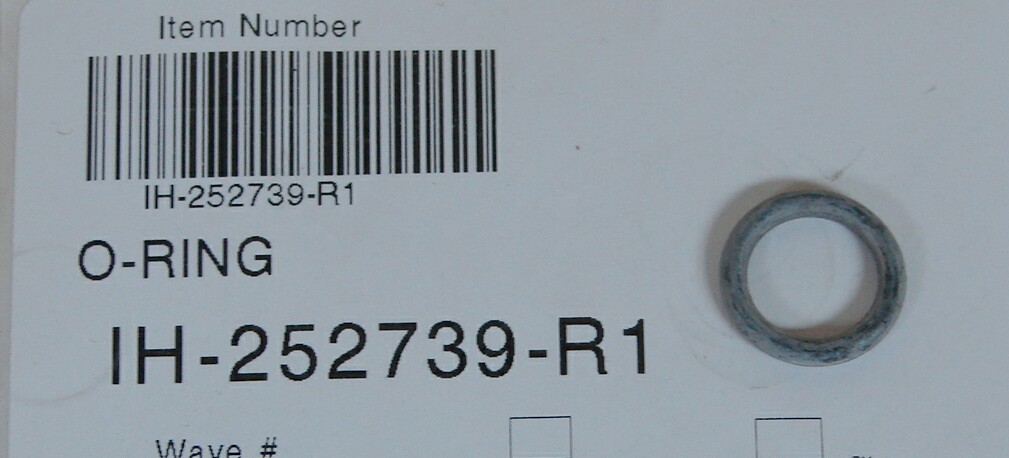 Item Number
IH-252739-R1
O-RING
IH-252739-R1
Wave #